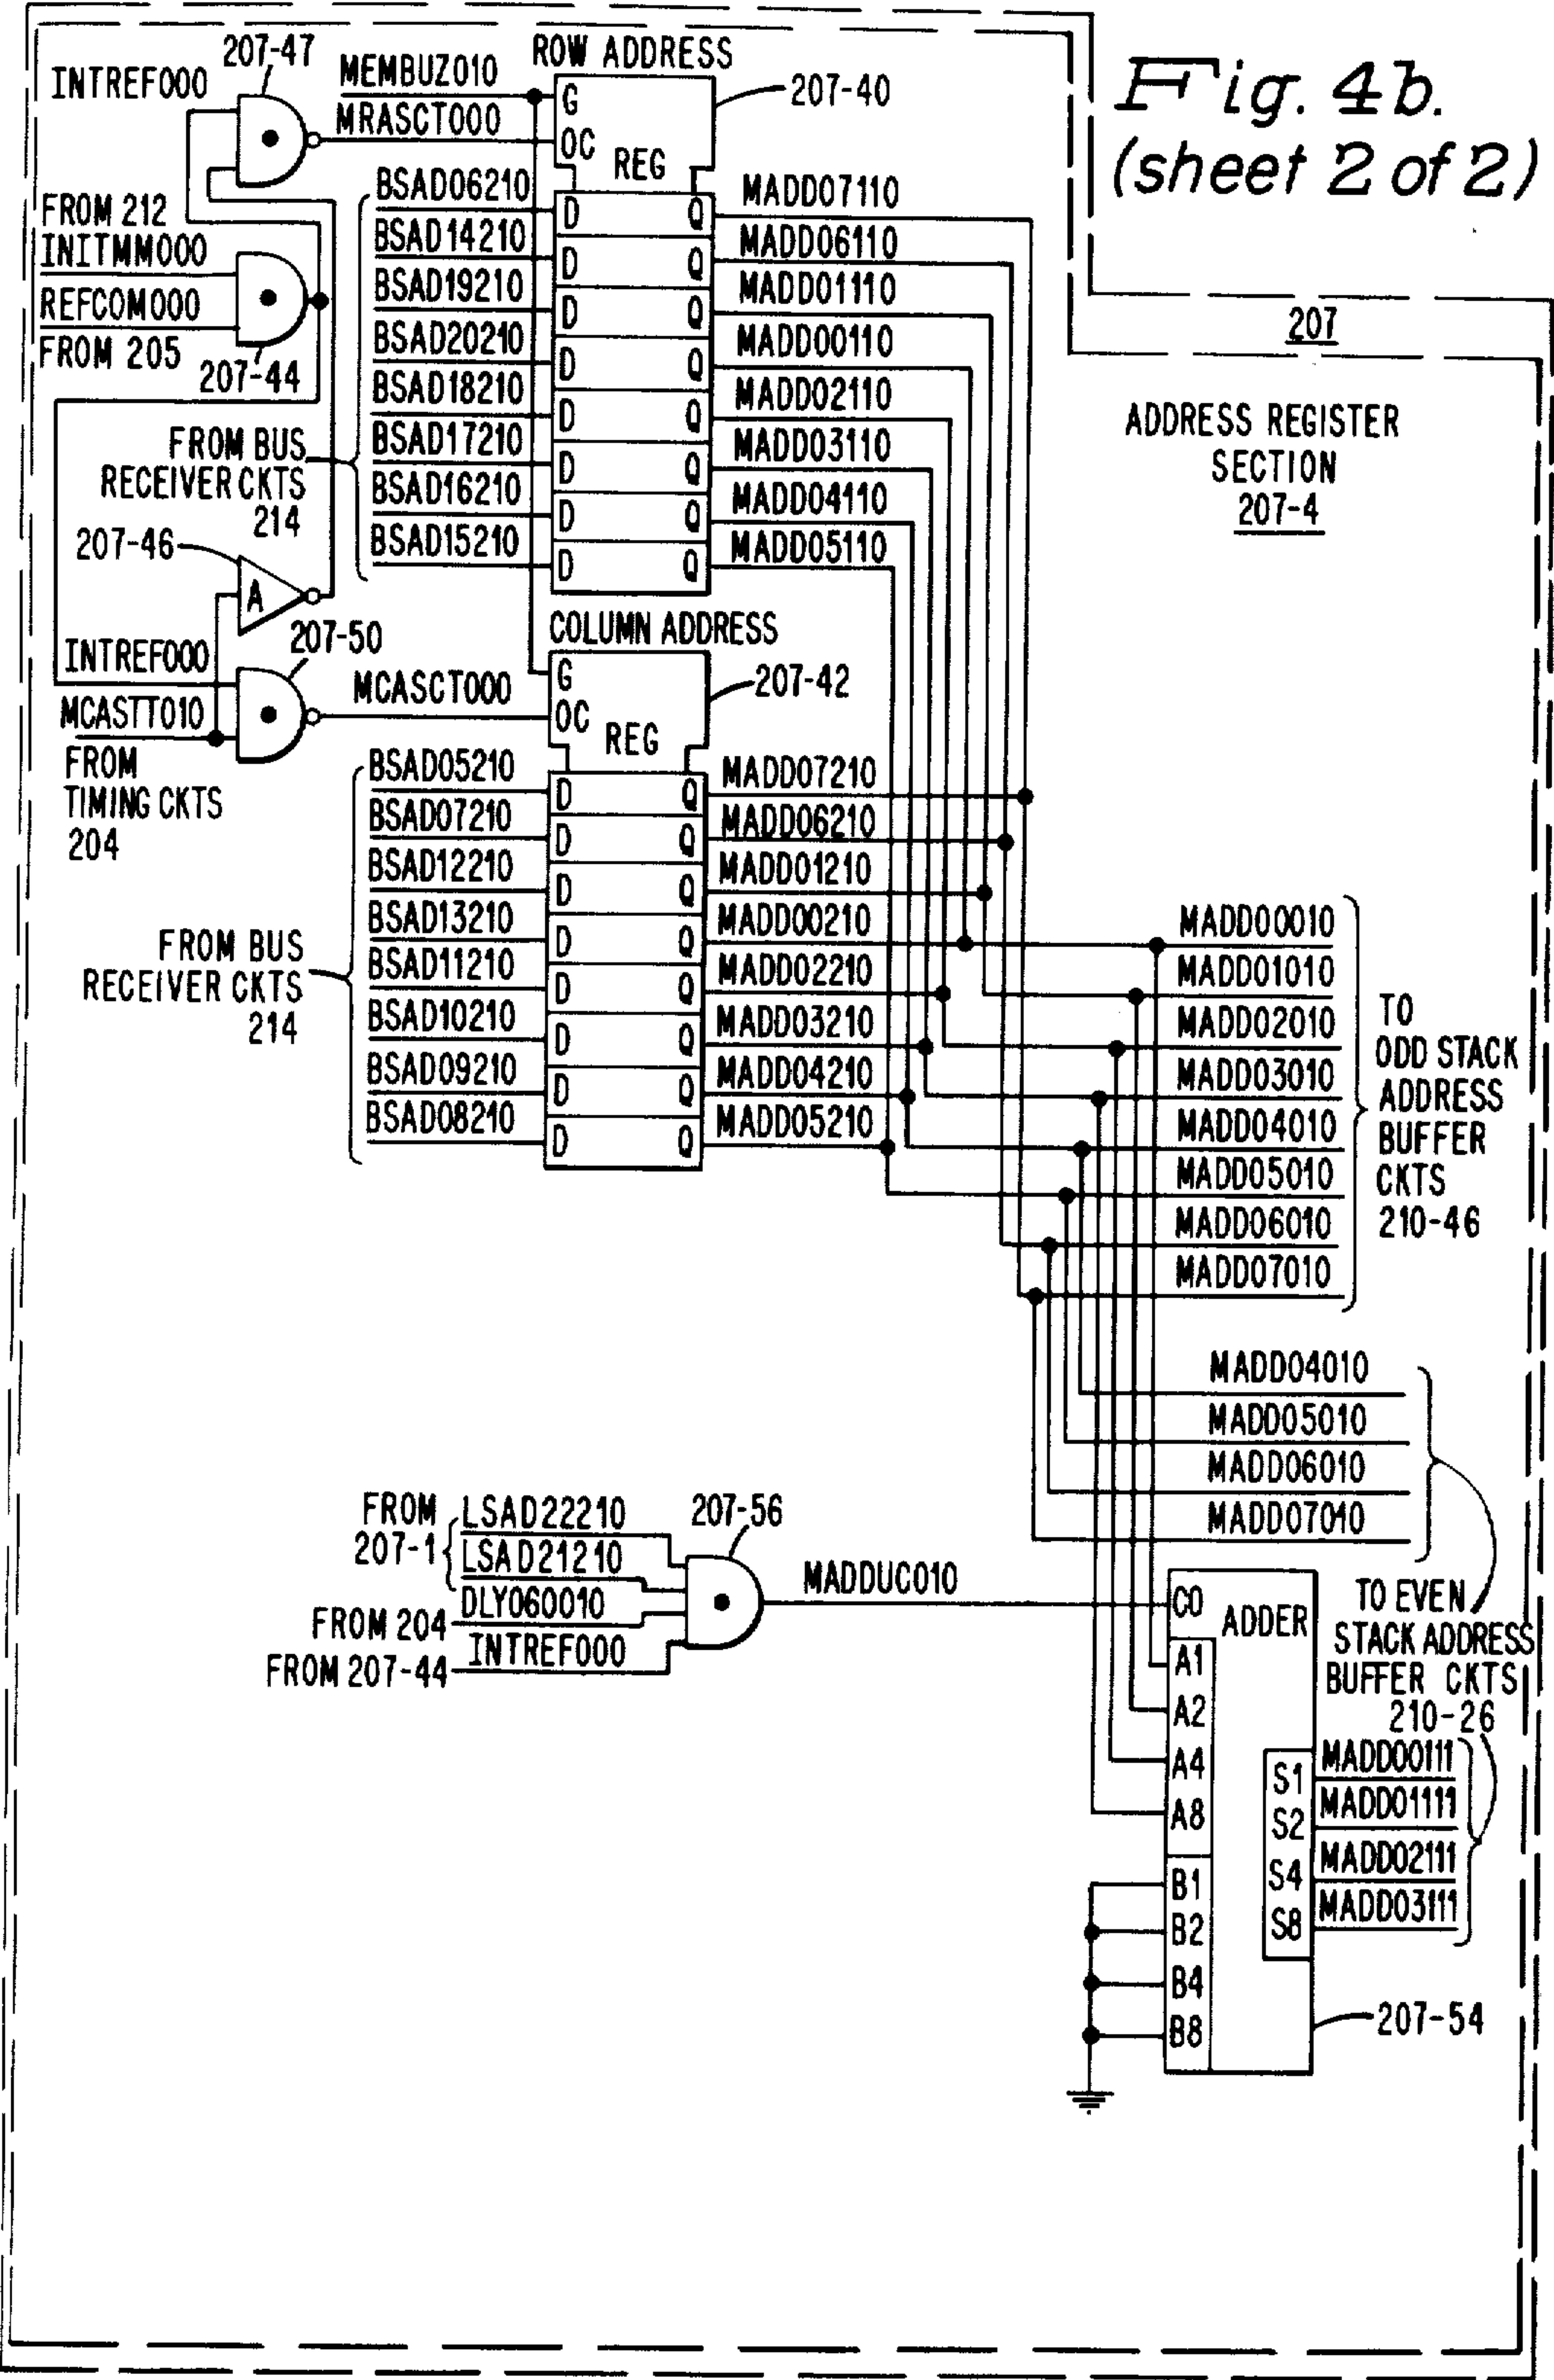 Fig. 4b.
(sheet 2 of 2)
207
ADDRESS REGISTER
SECTION
207-4
207-47
INTREF000
MEMBUZ010
MRASCT000
ROW ADDRESS
G
OC
REG
207-40
FROM 212
INITMM000
REFCOM000
FROM 205
207-44
FROM BUS
RECEIVER CKTS
214
BSAD06210
BSAD14210
BSAD19210
BSAD20210
BSAD18210
BSAD17210
BSAD16210
BSAD15210
D Q
D Q
D Q
D Q
D Q
D Q
D Q
D Q
MADD07110
MADD06110
MADD01110
MADD00110
MADD02110
MADD03110
MADD04110
MADD05110
207-46
A
207-50
INTREF000
MCASTT010
FROM
TIMING CKTS
204
MCASCT000
COLUMN ADDRESS
G
OC
REG
207-42
FROM BUS
RECEIVER CKTS
214
BSAD05210
BSAD07210
BSAD12210
BSAD13210
BSAD11210
BSAD10210
BSAD09210
BSAD08210
D Q
D Q
D Q
D Q
D Q
D Q
D Q
D Q
MADD07210
MADD06210
MADD01210
MADD00210
MADD02210
MADD03210
MADD04210
MADD05210
MADD00010
MADD01010
MADD02010
MADD03010
MADD04010
MADD05010
MADD06010
MADD07010
TO
ODD STACK
ADDRESS
BUFFER
CKTS
210-46
MADD04010
MADD05010
MADD06010
MADD07010
TO EVEN
STACK ADDRESS
BUFFER CKTS
210-26
FROM
207-1
LSAD22210
LSAD21210
FROM 204
DLY060010
FROM 207-44
INTREF000
207-56
MADDUC010
C0
ADDER
A1
A2
A4
A8
B1
B2
B4
B8
S1
S2
S4
S8
MADD00111
MADD01111
MADD02111
MADD03111
207-54